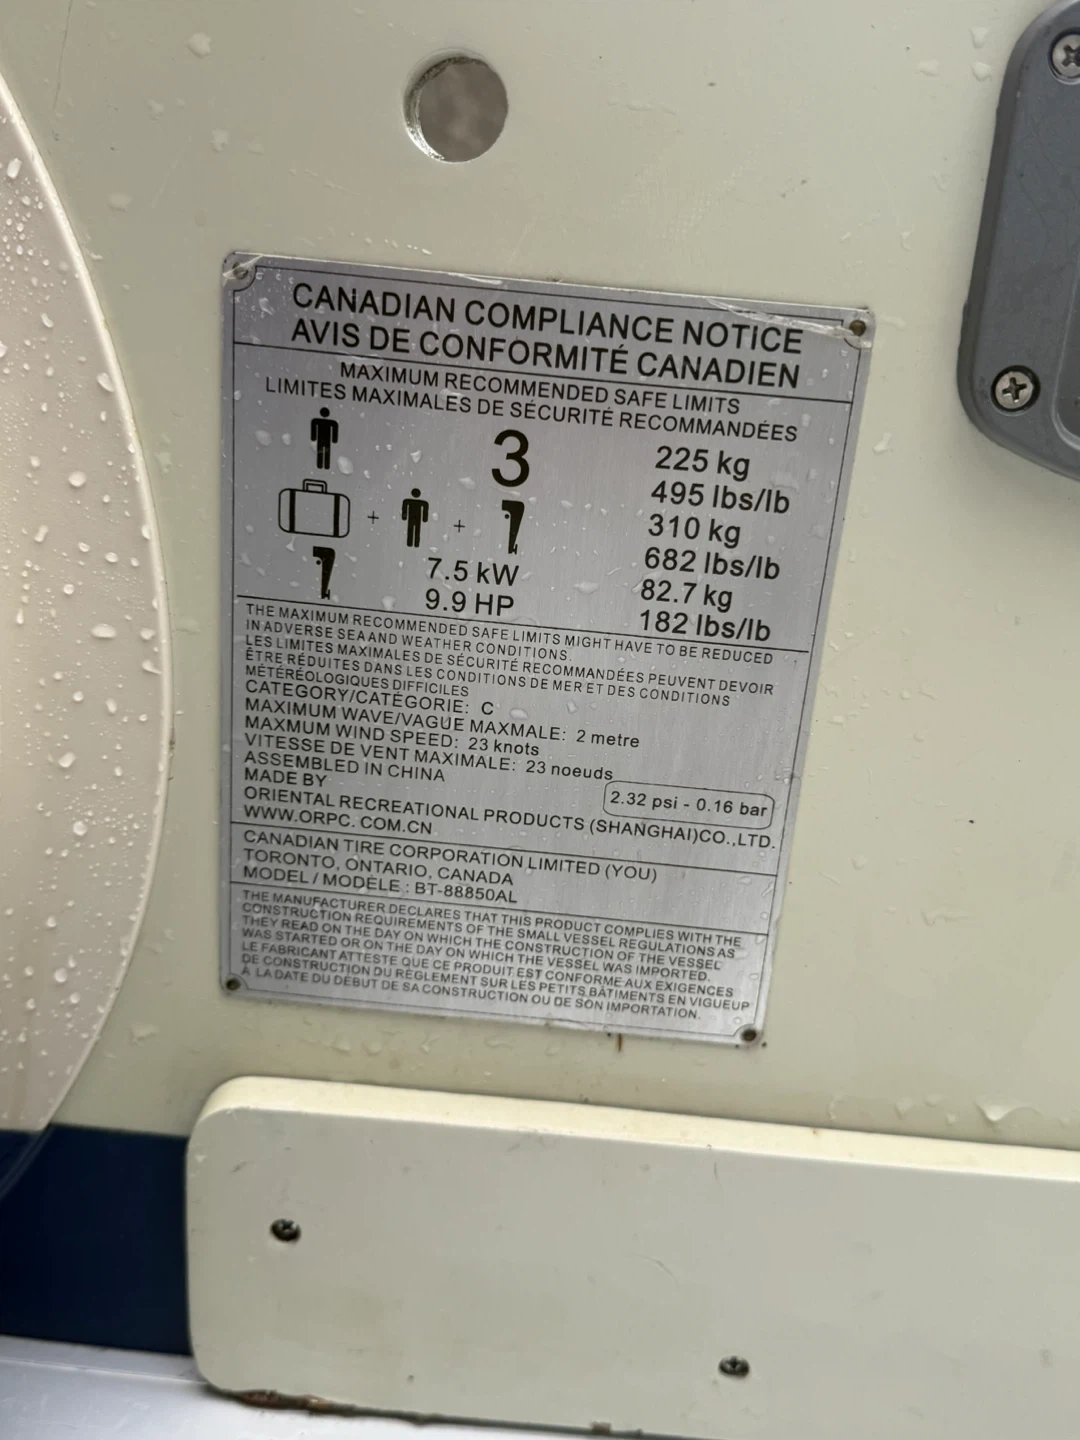 CANADIAN COMPLIANCE NOTICE
AVIS DE CONFORMITÉ CANADIEN
MAXIMUM RECOMMENDED SAFE LIMITS
LIMITES MAXIMALES DE SÉCURITÉ RECOMMANDÉES
3 225 kg
495 lbs/lb
+ + 310 kg
682 lbs/lb
7.5 kW 82.7 kg
9.9 HP 182 lbs/lb
THE MAXIMUM RECOMMENDED SAFE LIMITS MIGHT HAVE TO BE REDUCED
IN ADVERSE SEA AND WEATHER CONDITIONS.
LES LIMITES MAXIMALES DE SÉCURITÉ RECOMMANDÉES PEUVENT DEVOIR
ÊTRE RÉDUITES DANS LES CONDITIONS DE MER ET DES CONDITIONS
MÉTÉRÉOLOGIQUES DIFFICILES
CATEGORY/CATÉGORIE: C
MAXIMUM WAVE/VAGUE MAXMALE: 2 metre
MAXMUM WIND SPEED: 23 knots
VITESSE DE VENT MAXIMALE: 23 noeuds
ASSEMBLED IN CHINA
2.32 psi - 0.16 bar
MADE BY
ORIENTAL RECREATIONAL PRODUCTS (SHANGHAI)CO.,LTD.
WWW.ORPC. COM.CN
CANADIAN TIRE CORPORATION LIMITED (YOU)
TORONTO, ONTARIO, CANADA
MODEL / MODÈLE : BT-88850AL
THE MANUFACTURER DECLARES THAT THIS PRODUCT COMPLIES WITH THE
CONSTRUCTION REQUIREMENTS OF THE SMALL VESSEL REGULATIONS AS
THEY READ ON THE DAY ON WHICH THE CONSTRUCTION OF THE VESSEL
WAS STARTED OR ON THE DAY ON WHICH THE VESSEL WAS IMPORTED.
LE FABRICANT ATTESTE QUE CE PRODUIT EST CONFORME AUX EXIGENCES
DE CONSTRUCTION DU RÈGLEMENT SUR LES PETITS BÂTIMENTS EN VIGUEUR
À LA DATE DU DÉBUT DE SA CONSTRUCTION OU DE SON IMPORTATION.